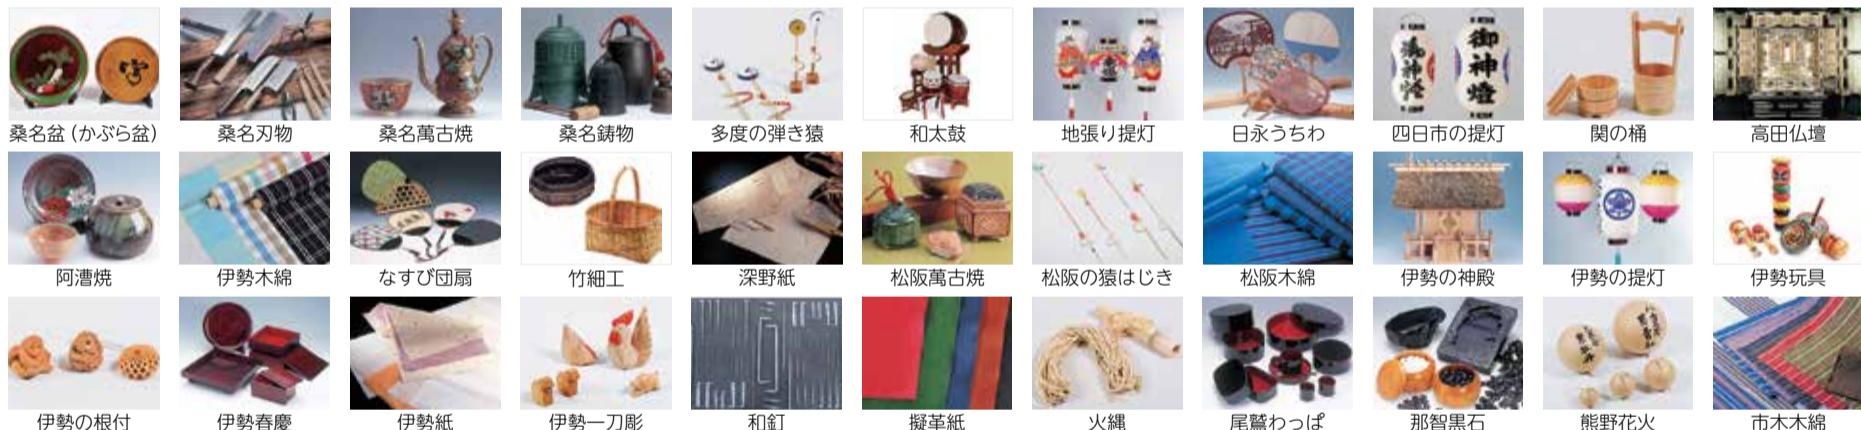 桑名盆（かぶら盆）
桑名刃物
桑名萬古焼
桑名鋳物
多度の弾き猿
和太鼓
地張り提灯
日永うちわ
四日市の提灯
関の桶
高田仏壇
御神燈
阿漕焼
伊勢木綿
なすび団扇
竹細工
深野紙
松阪萬古焼
松阪の猿はじき
松阪木綿
伊勢の神殿
伊勢の提灯
伊勢玩具
伊勢の根付
伊勢春慶
伊勢紙
伊勢一刀彫
和釘
擬革紙
火縄
尾鷲わっぱ
那智黒石
熊野花火
市木木綿